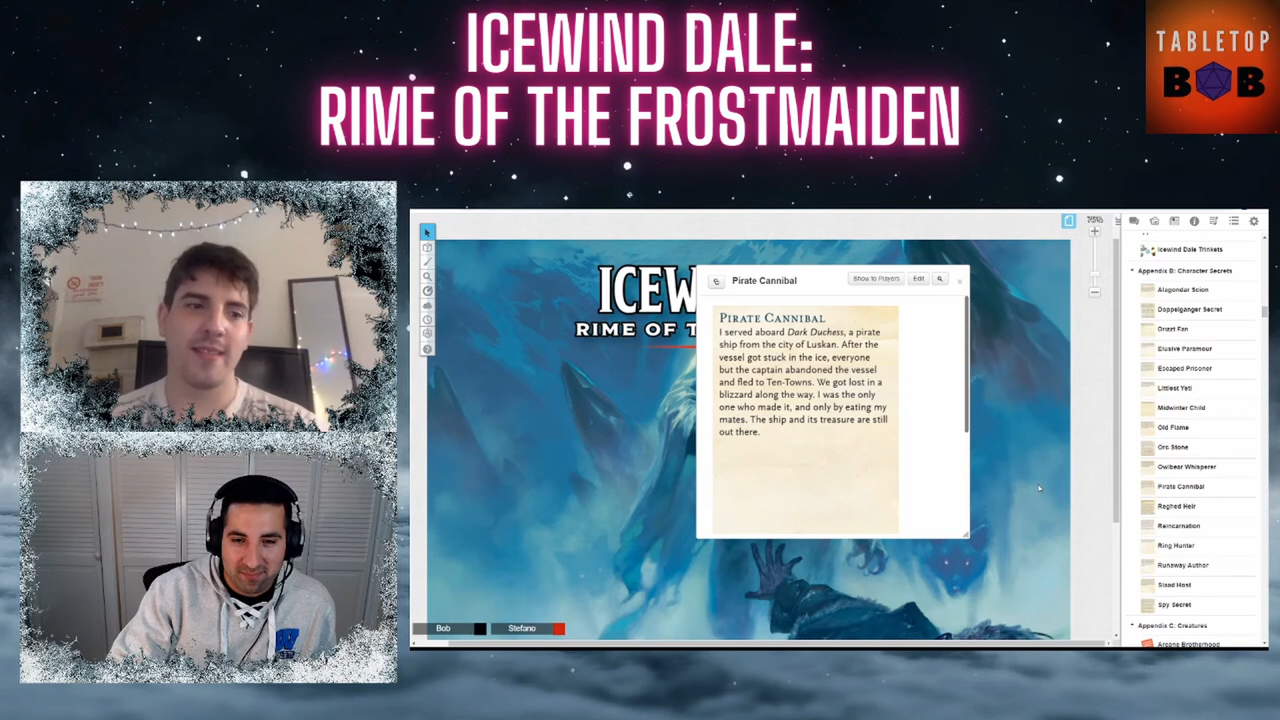 ICEWIND DALE:
RIME OF THE FROSTMAIDEN
TABLETOP
BOB
75%
ICEW
RIME OF T
Pirate Cannibal
Show to Players
Edit
PIRATE CANNIBAL
I served aboard Dark Duchess, a pirate
ship from the city of Luskan. After the
vessel got stuck in the ice, everyone
but the captain abandoned the vessel
and fled to Ten-Towns. We got lost in a
blizzard along the way. I was the only
one who made it, and only by eating my
mates. The ship and its treasure are still
out there.
Icewind Dale Trinkets
Appendix B: Character Secrets
Alagondar Scion
Doppelganger Secret
Drizzt Fan
Elusive Paramour
Escaped Prisoner
Littlest Yeti
Midwinter Child
Old Flame
Orc Stone
Owlbear Whisperer
Pirate Cannibal
Reghed Heir
Reincarnation
Ring Hunter
Runaway Author
Slaad Host
Spy Secret
Appendix C: Creatures
Arcane Brotherhood
Bob
Stefano
W